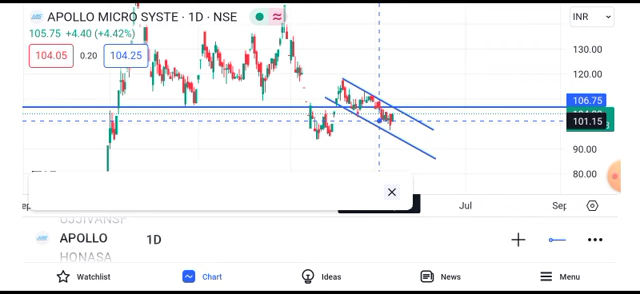 APOLLO MICRO SYSTE · 1D · NSE
INR
105.75 +4.40 (+4.42%)
104.05 0.20 104.25
130.00
120.00
106.75
101.15
90.00
80.00
Jul
APOLLO 1D
HONASA
Watchlist Chart Ideas News Menu